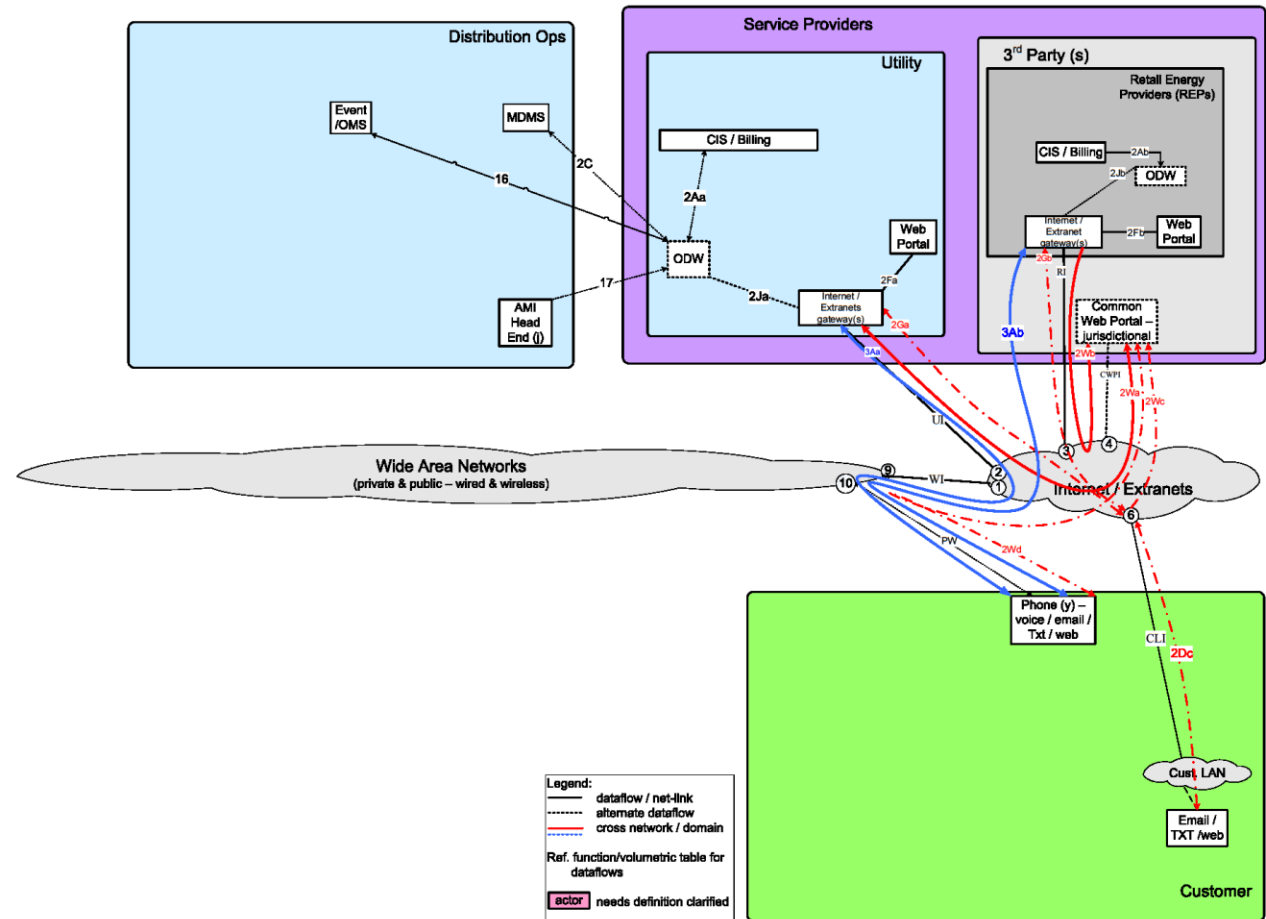 Service Providers
Distribution Ops
Utility
3rd Party (s)
Retail Energy
Providers (REPs)
Event
/OMS
MDMS
CIS / Billing
CIS / Billing
2Ab
2Jb
ODW
2C
16
2Aa
Web
Portal
Internet /
Extranet
gateway(s)
2Fb
Web
Portal
ODW
2Gb
RI
17
2Ja
2Fa
Internet /
Extranets
gateway(s)
AMI
Head
End (j)
2Ga
3Ab
Common
Web Portal –
jurisdictional
3Aa
2Wb
CWPI
2Wa
2Wc
UI
3
4
Wide Area Networks
(private & public – wired & wireless)
9
10
WI
2
1
Internet / Extranets
6
PW
2Wd
Phone (y) –
voice / email /
Txt / web
CLI
2Dc
Cust. LAN
Email /
TXT /web
Customer
Legend:
dataflow / net-link
alternate dataflow
cross network / domain
Ref. function/volumetric table for
dataflows
actor needs definition clarified